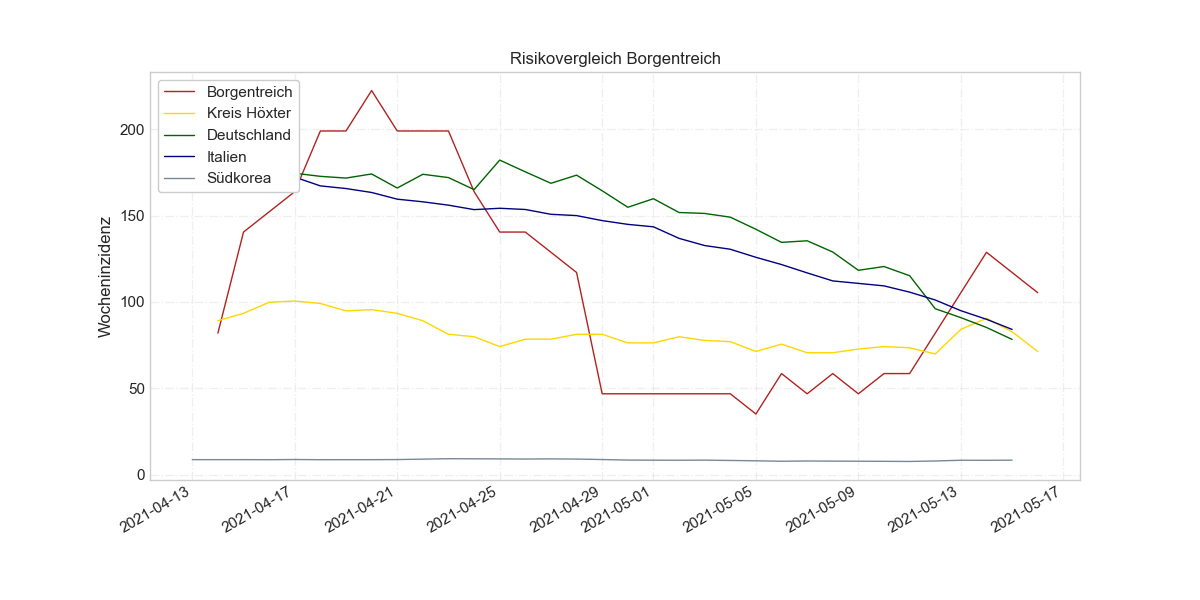 Risikovergleich Borgentreich
Borgentreich
Kreis Höxter
Deutschland
Italien
Südkorea
Wocheninzidenz
200
150
100
50
0
2021-04-13
2021-04-17
2021-04-21
2021-04-25
2021-04-29
2021-05-01
2021-05-05
2021-05-09
2021-05-13
2021-05-17